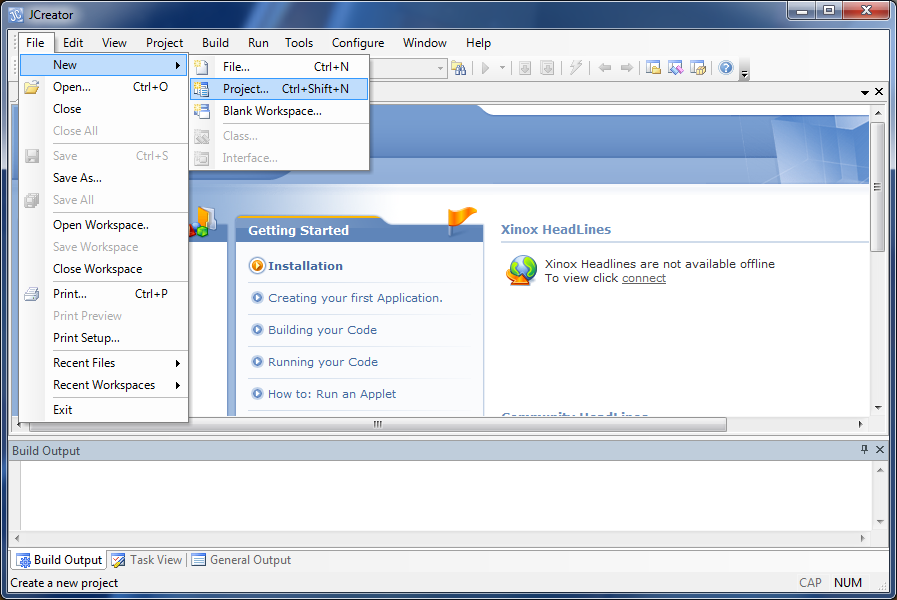 JCreator
File Edit View Project Build Run Tools Configure Window Help
New
Open... Ctrl+O
Close
Close All
Save Ctrl+S
Save As...
Save All
Open Workspace..
Save Workspace
Close Workspace
Print... Ctrl+P
Print Preview
Print Setup...
Recent Files
Recent Workspaces
Exit
File... Ctrl+N
Project... Ctrl+Shift+N
Blank Workspace...
Class...
Interface...
Getting Started
Installation
Creating your first Application.
Building your Code
Running your Code
How to: Run an Applet
Xinox HeadLines
Xinox Headlines are not available offline
To view click connect
Community HeadLines
Build Output
Build Output Task View General Output
Create a new project CAP NUM